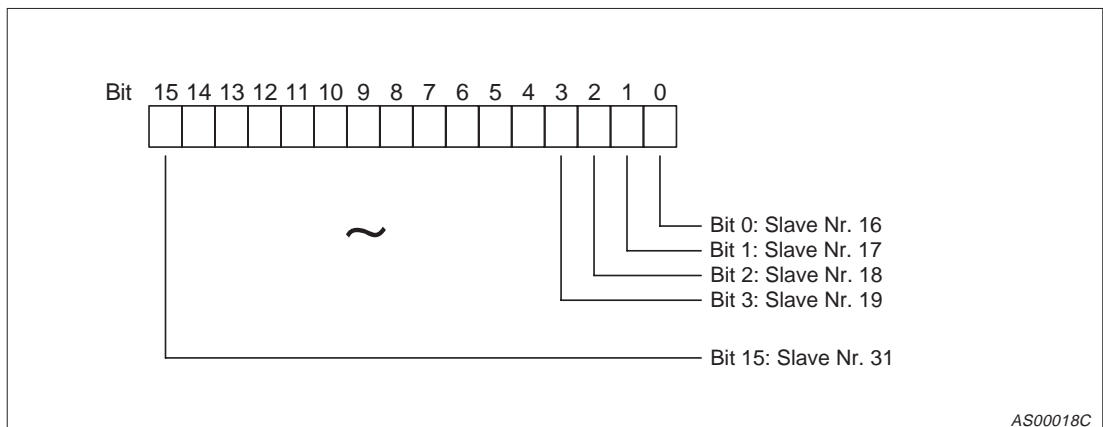 Bit 15 14 13 12 11 10 9 8 7 6 5 4 3 2 1 0
Bit 0: Slave Nr. 16
Bit 1: Slave Nr. 17
Bit 2: Slave Nr. 18
Bit 3: Slave Nr. 19
~
Bit 15: Slave Nr. 31
AS00018C